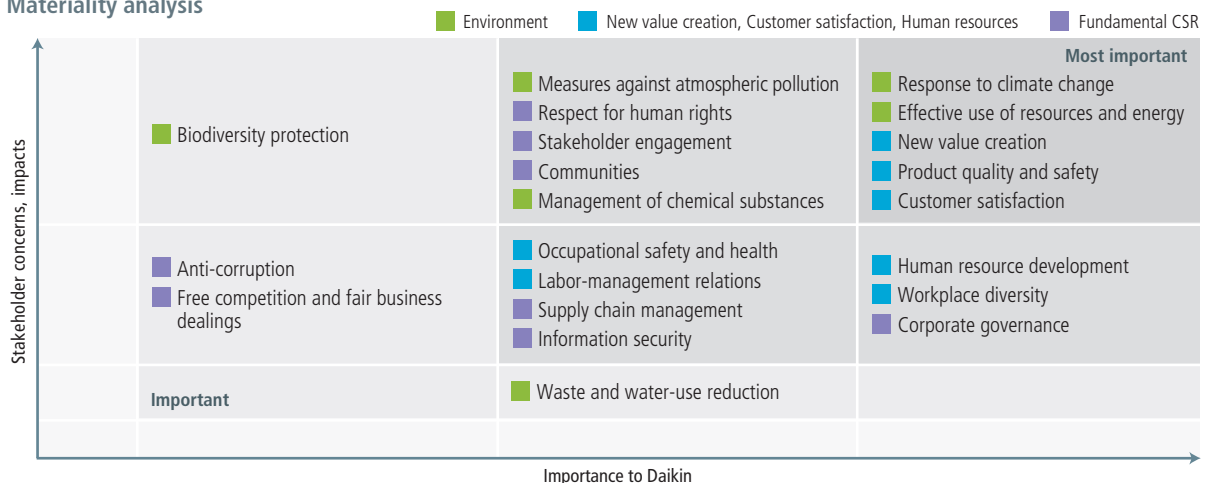 Materiality analysis
Environment
New value creation, Customer satisfaction, Human resources
Fundamental CSR
Most important
Biodiversity protection
Measures against atmospheric pollution
Respect for human rights
Stakeholder engagement
Communities
Management of chemical substances
Response to climate change
Effective use of resources and energy
New value creation
Product quality and safety
Customer satisfaction
Anti-corruption
Free competition and fair business
dealings
Occupational safety and health
Labor-management relations
Supply chain management
Information security
Human resource development
Workplace diversity
Corporate governance
Important
Waste and water-use reduction
Stakeholder concerns, impacts
Importance to Daikin